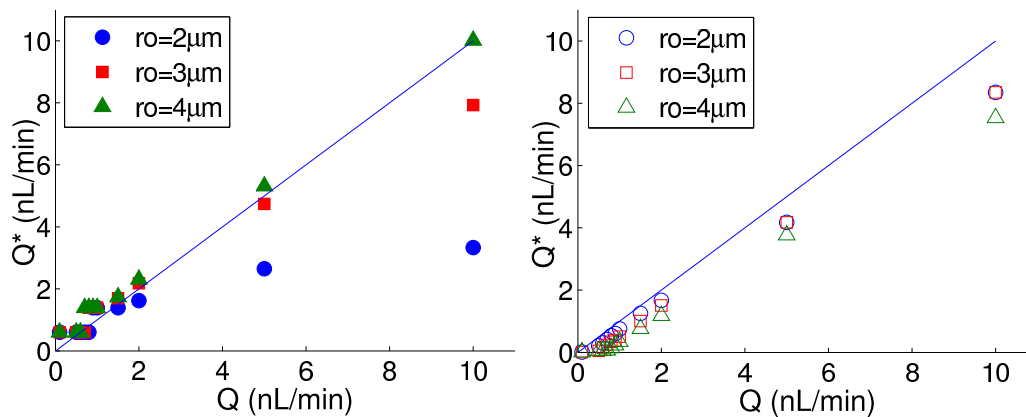 10
8
6
4
2
0
Q* (nL/min)
ro=2μm
ro=3μm
ro=4μm
0 2 4 6 8 10
Q (nL/min)
10
8
6
4
2
0
Q* (nL/min)
ro=2μm
ro=3μm
ro=4μm
0 2 4 6 8 10
Q (nL/min)